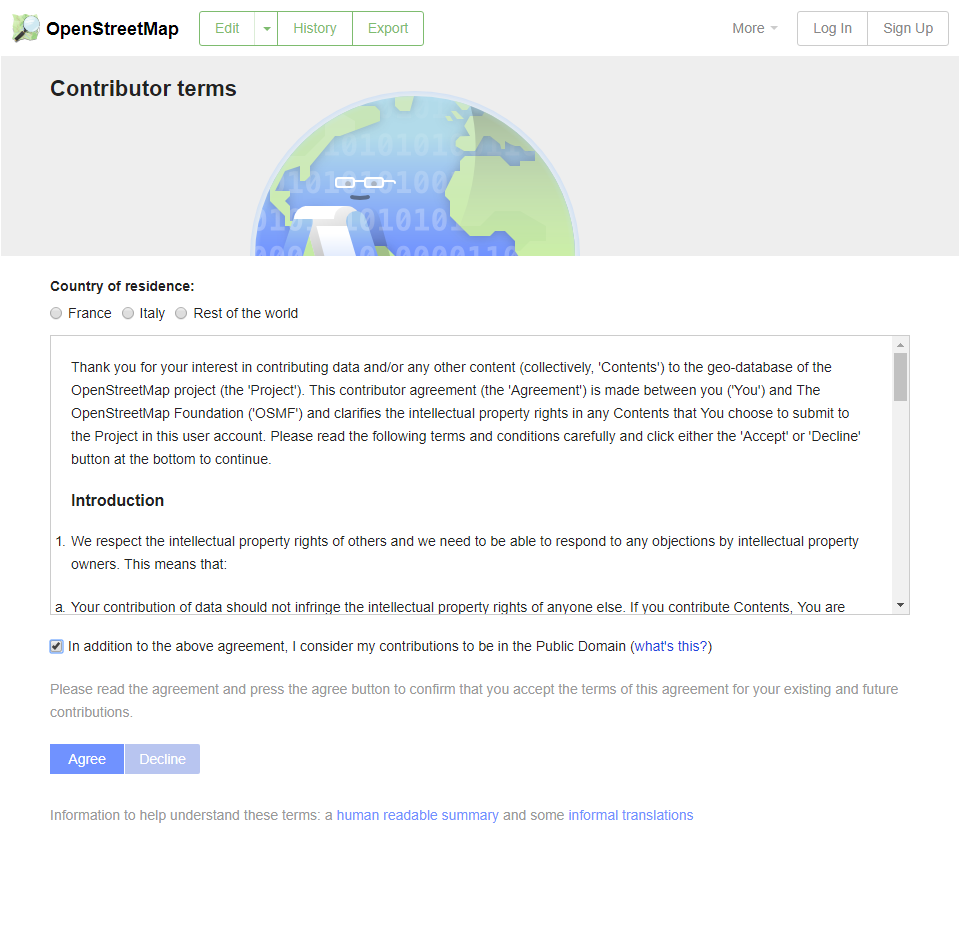 OpenStreetMap Edit History Export More Log In Sign Up
Contributor terms
Country of residence:
France Italy Rest of the world
Thank you for your interest in contributing data and/or any other content (collectively, 'Contents') to the geo-database of the
OpenStreetMap project (the 'Project'). This contributor agreement (the 'Agreement') is made between you ('You') and The
OpenStreetMap Foundation ('OSMF') and clarifies the intellectual property rights in any Contents that You choose to submit to
the Project in this user account. Please read the following terms and conditions carefully and click either the 'Accept' or 'Decline'
button at the bottom to continue.
Introduction
1. We respect the intellectual property rights of others and we need to be able to respond to any objections by intellectual property
owners. This means that:
a. Your contribution of data should not infringe the intellectual property rights of anyone else. If you contribute Contents, You are
In addition to the above agreement, I consider my contributions to be in the Public Domain (what's this?)
Please read the agreement and press the agree button to confirm that you accept the terms of this agreement for your existing and future
contributions.
Agree Decline
Information to help understand these terms: a human readable summary and some informal translations